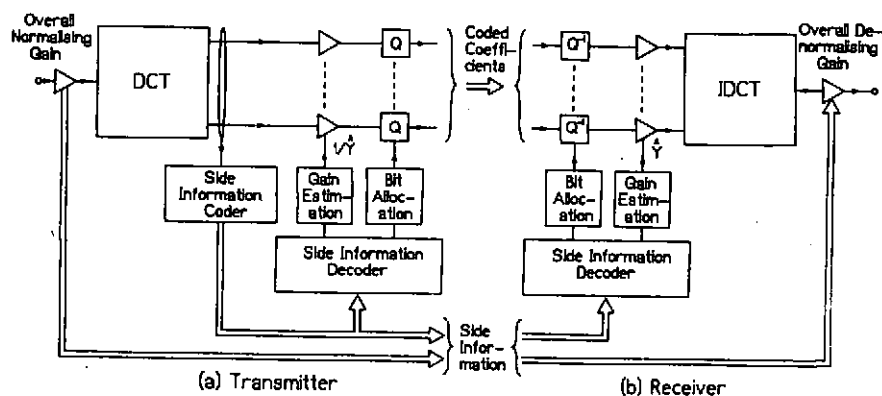 Overall
Normalising
Gain
DCT
Q
Q
1/Ŷ
Side
Information
Coder
Gain
Estim-
ation
Bit
Alloc-
ation
Side Information
Decoder
Coded
Coeffi-
cients
Side
Infor-
mation
(a) Transmitter
Q⁻¹
Q⁻¹
Ŷ
IDCT
Overall De-
normalising
Gain
Bit
Alloc-
ation
Gain
Estim-
ation
Side Information
Decoder
(b) Receiver